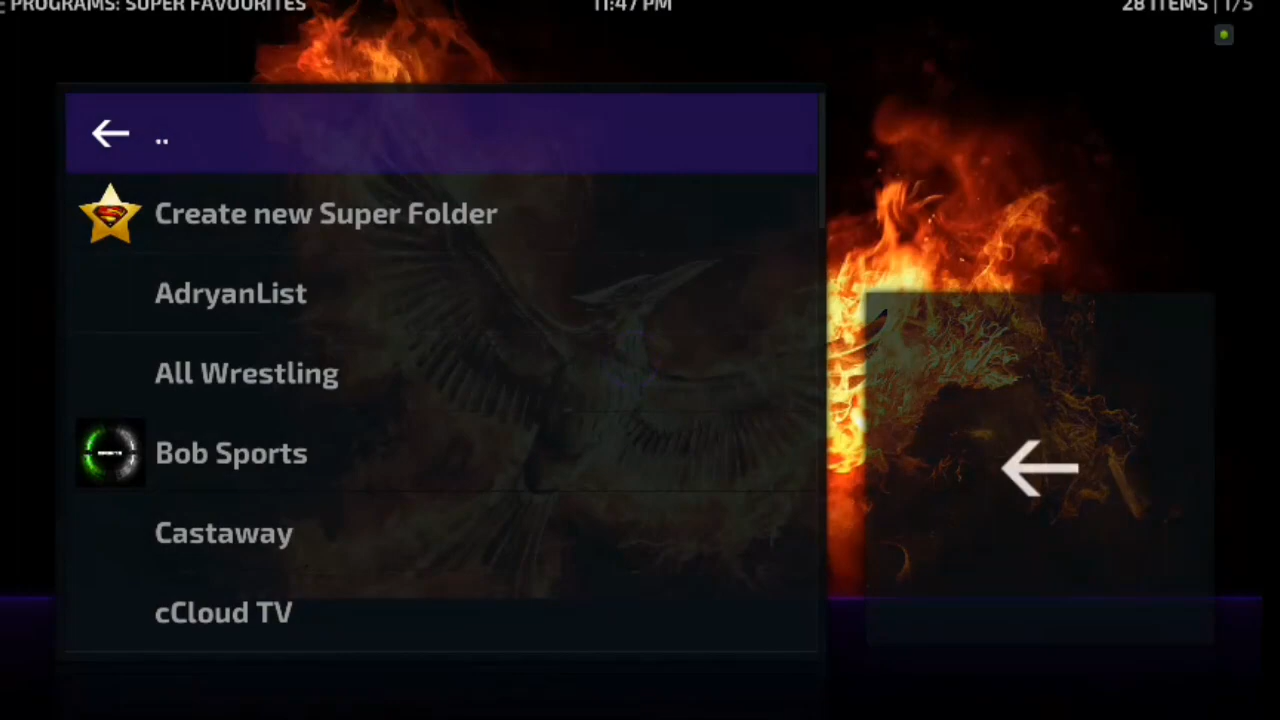 PROGRAMS: SUPER FAVOURITES
11:47 PM
28 ITEMS | 1/5
..
Create new Super Folder
AdryanList
All Wrestling
Bob Sports
Castaway
cCloud TV